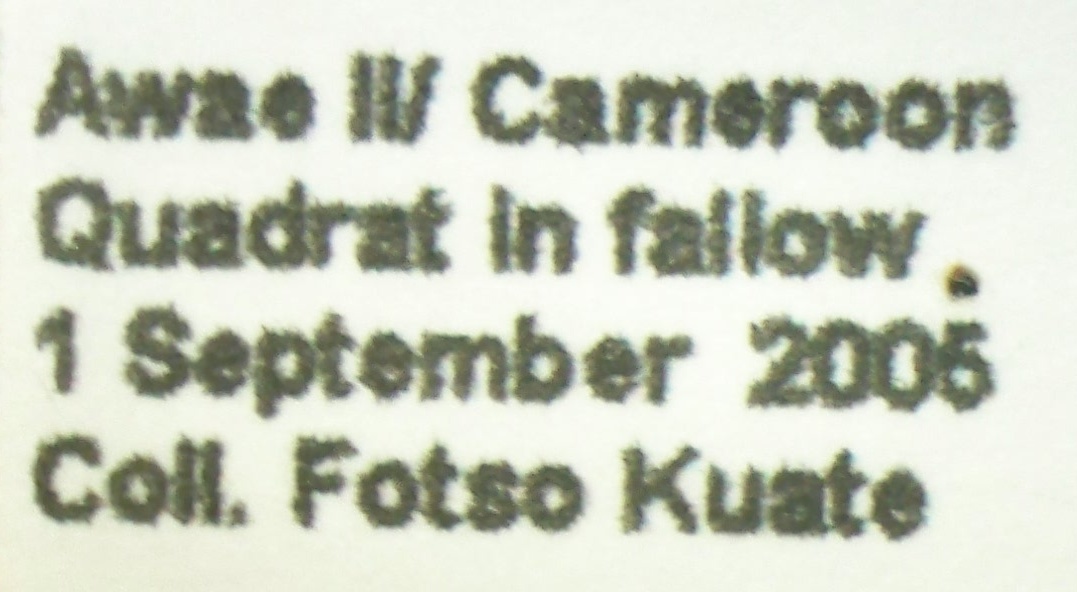 Awae II/ Cameroon
Quadrat in fallow
1 September 2005
Coll. Fotso Kuate